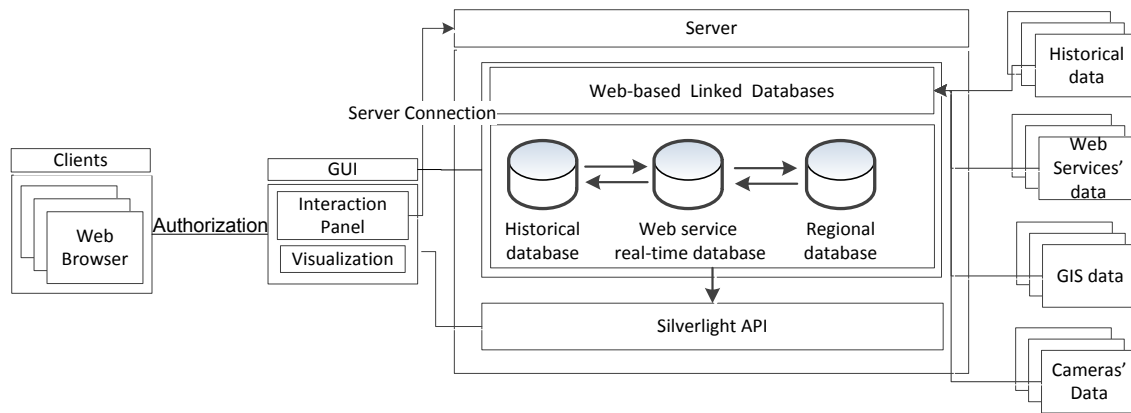 Server
Historical
data
Web-based Linked Databases
Server Connection
Clients
GUI
Web
Services’
data
Interaction
Panel
Authorization
Web
Browser
Historical
database
Web service
real-time database
Regional
database
Visualization
GIS data
Silverlight API
Cameras’
Data